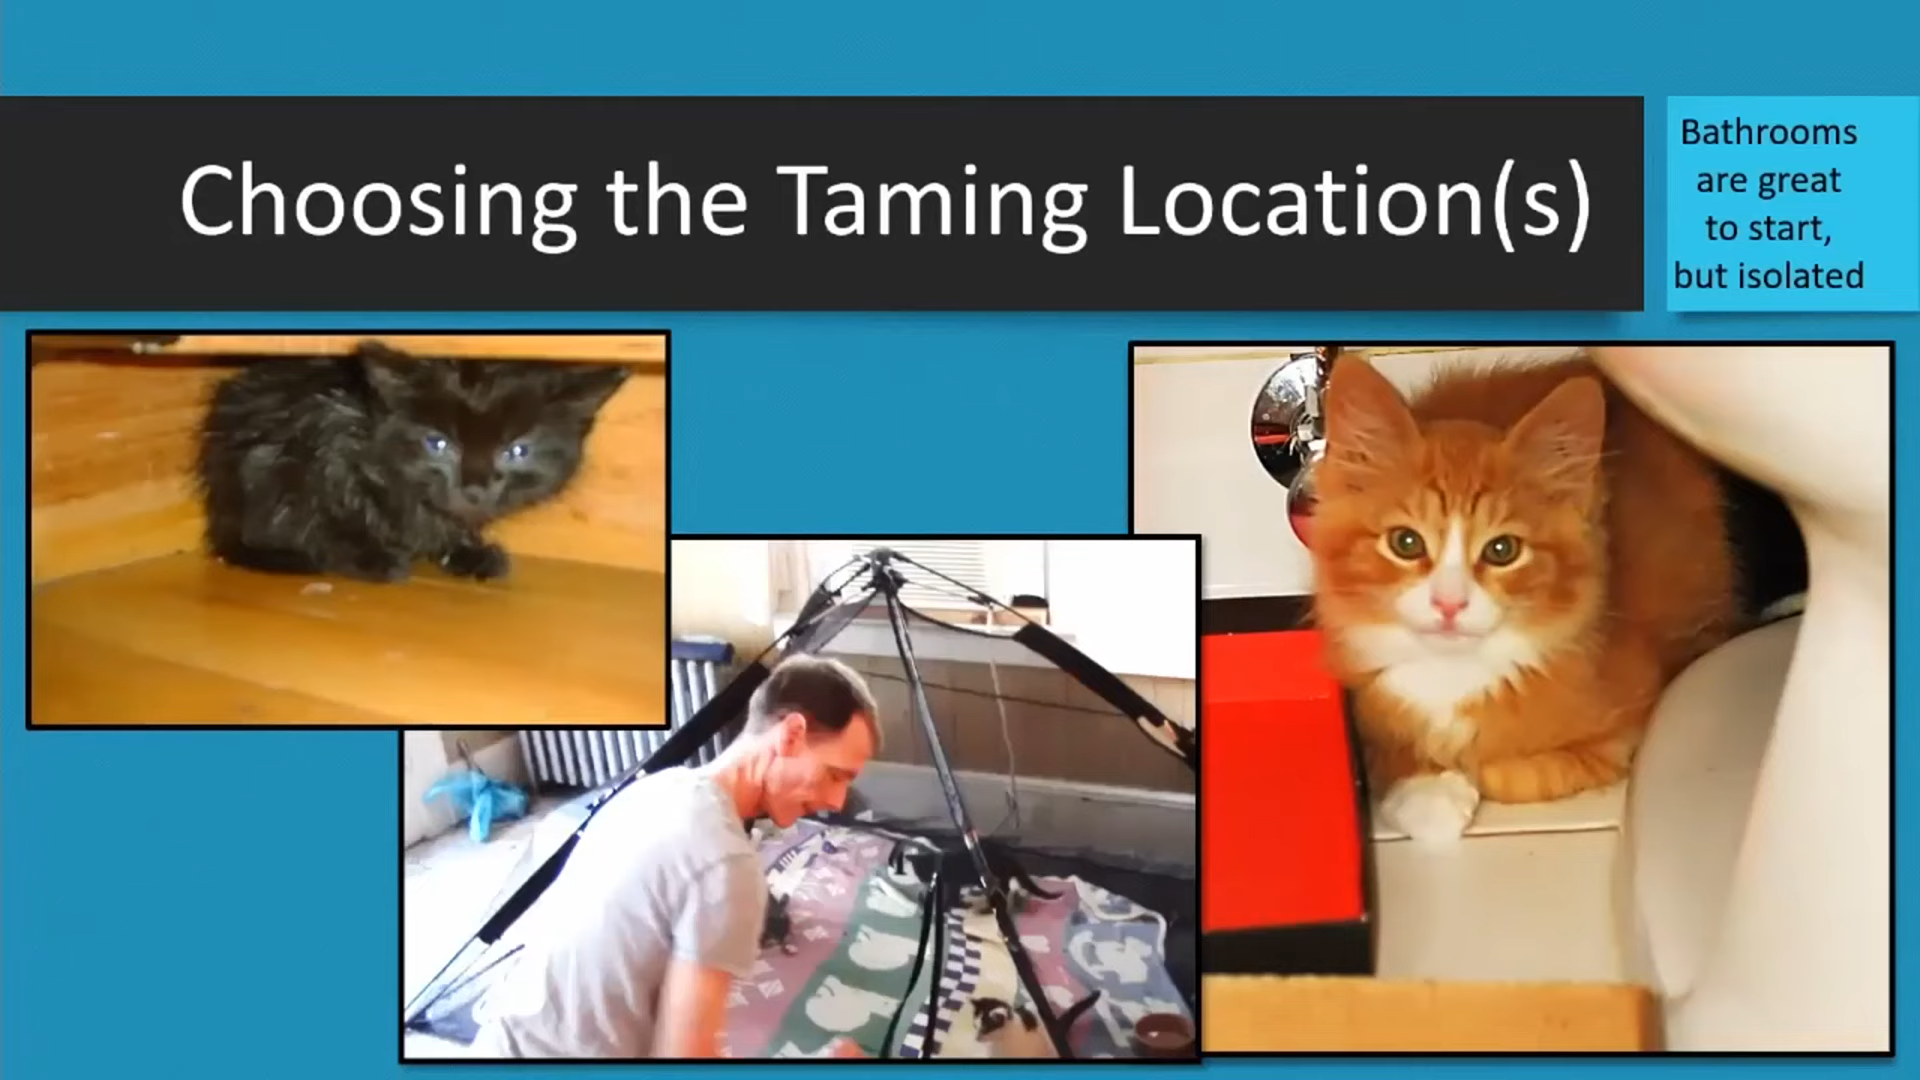 Choosing the Taming Location(s)
Bathrooms
are great
to start,
but isolated